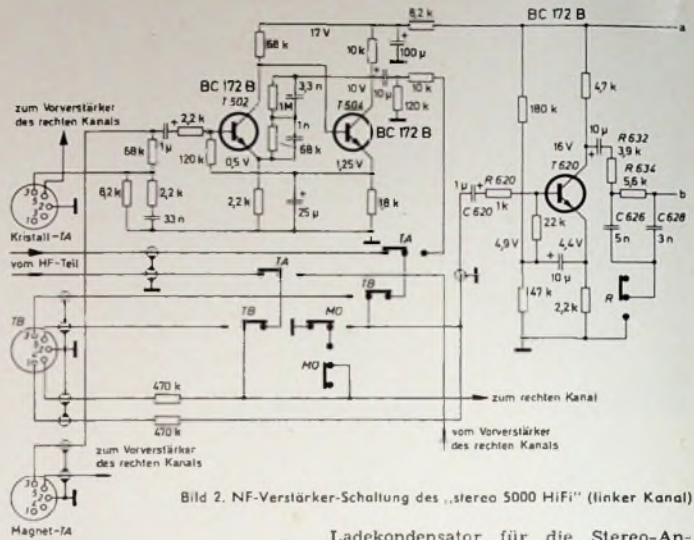 8,2 k
BC 172 B
a
68 k
17 V
10 k
+
100 µ
BC 172 B
T 502
3,3 n
10 V
+
10 µ
T 504
10 k
120 k
180 k
4,7 k
zum Vorverstärker
des rechten Kanals
2,2 k
1M
1 n
BC 172 B
16 V
10 µ
R 632
3,9 k
68 k
1 µ
120 k
0,5 V
68 k
1,25 V
T 620
R 634
5,6 k
b
8,2 k
2,2 k
33 n
2,2 k
+
25 µ
1,8 k
1 µ
R 620
C 620
1 k
22 k
C 626
5 n
C 628
3 n
Kristall-TA
TA
4,9 V
4,4 V
10 µ
vom HF-Teil
TA
TB
147 k
2,2 k
R
TB
TB
MO
MO
470 k
zum rechten Kanal
470 k
zum Vorverstärker
des rechten Kanals
vom Vorverstärker
des rechten Kanals
Magnet-TA
Bild 2. NF-Verstärker-Schaltung des „stereo 5000 HiFi" (linker Kanal)
Ladekondensator für die Stereo-An-